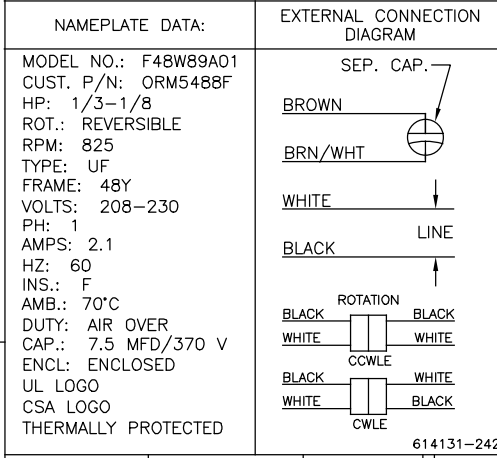 NAMEPLATE DATA:
MODEL NO.: F48W89A01
CUST. P/N: ORM5488F
HP: 1/3-1/8
ROT.: REVERSIBLE
RPM: 825
TYPE: UF
FRAME: 48Y
VOLTS: 208-230
PH: 1
AMPS: 2.1
HZ: 60
INS.: F
AMB.: 70°C
DUTY: AIR OVER
CAP.: 7.5 MFD/370 V
ENCL: ENCLOSED
UL LOGO
CSA LOGO
THERMALLY PROTECTED
EXTERNAL CONNECTION
DIAGRAM
SEP. CAP.
BROWN
BRN/WHT
WHITE
LINE
BLACK
ROTATION
BLACK BLACK
WHITE WHITE
CCWLE
BLACK WHITE
WHITE BLACK
CWLE
614131-242